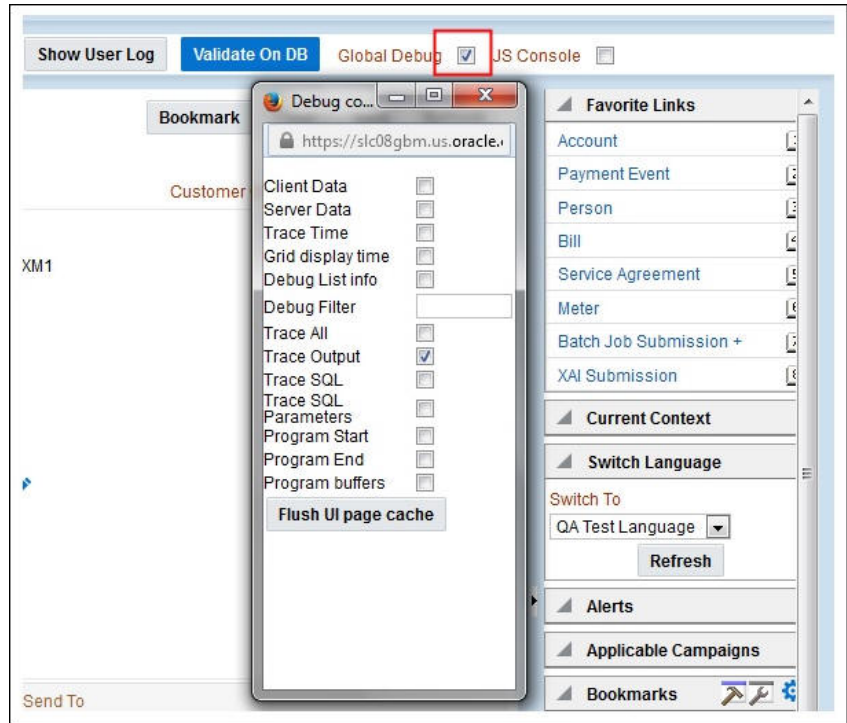 Show User Log Validate On DB Global Debug JS Console
Bookmark
Customer
XM1
Send To
Debug co...
https://slc08gbm.us.oracle.
Client Data
Server Data
Trace Time
Grid display time
Debug List info
Debug Filter
Trace All
Trace Output
Trace SQL
Trace SQL
Parameters
Program Start
Program End
Program buffers
Flush UI page cache
Favorite Links
Account
Payment Event
Person
Bill
Service Agreement
Meter
Batch Job Submission +
XAI Submission
Current Context
Switch Language
Switch To
QA Test Language
Refresh
Alerts
Applicable Campaigns
Bookmarks